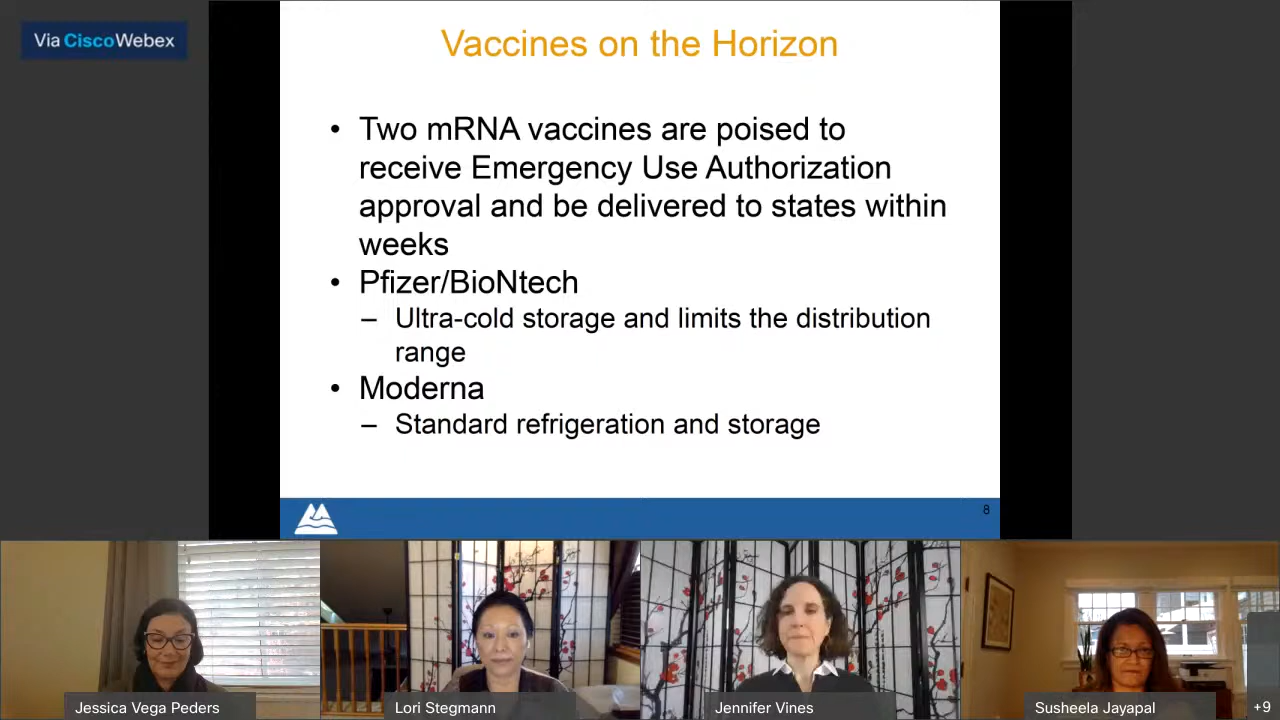 Via CiscoWebex
Vaccines on the Horizon
• Two mRNA vaccines are poised to
receive Emergency Use Authorization
approval and be delivered to states within
weeks
• Pfizer/BioNtech
– Ultra-cold storage and limits the distribution
range
• Moderna
– Standard refrigeration and storage
8
Jessica Vega Peders
Lori Stegmann
Jennifer Vines
Susheela Jayapal
+9